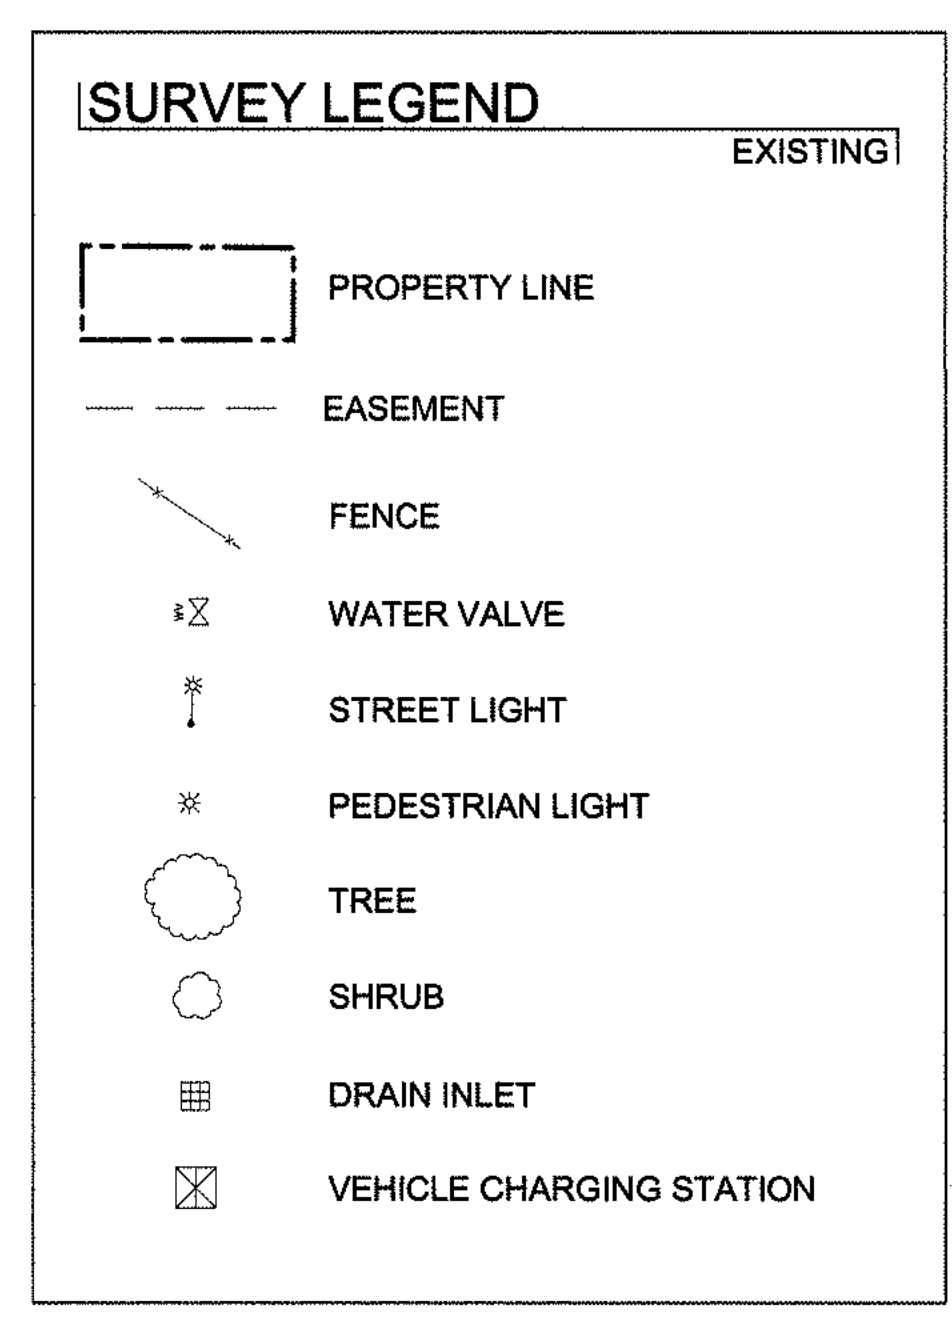 SURVEY LEGEND
EXISTING
PROPERTY LINE
EASEMENT
FENCE
WV
WATER VALVE
STREET LIGHT
PEDESTRIAN LIGHT
TREE
SHRUB
DRAIN INLET
VEHICLE CHARGING STATION